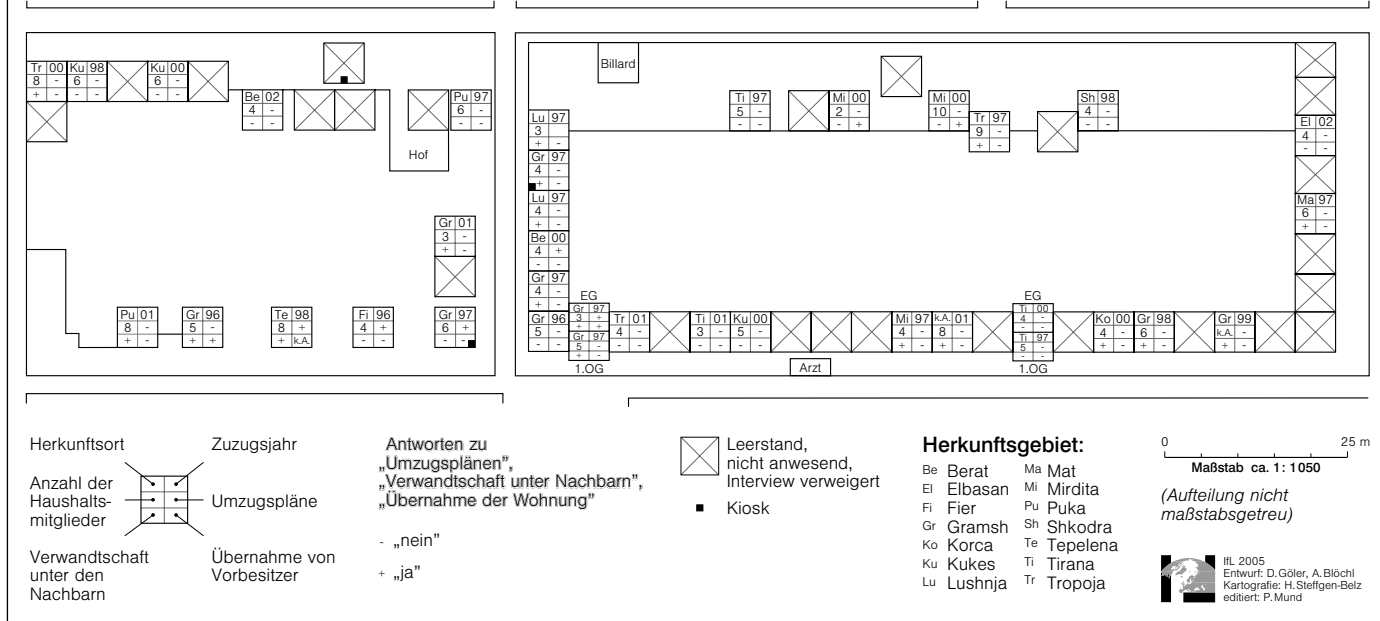 Tr 00 Ku 98 Ku 00
8 - 6 - 6 -
+ - - - - -
Be 02
4 -
- -
Pu 97
6 -
- -
Hof
Gr 01
3 -
+ -
Pu 01 Gr 96 Te 98 Fi 96 Gr 97
8 - 5 - 8 + 4 + 6 +
+ + - - + k.A. - - - -
Billard
Ti 97 Mi 00 Mi 00 Sh 98
5 - 2 - 10 - 4 -
- - - + - + - -
Tr 97
9 -
+ -
Lu 97
3
+ -
Gr 97
4 -
+ -
Lu 97
4 -
+ -
Be 00
4 +
- -
Gr 97
4 -
+ -
El 02
4 -
- -
Ma 97
6 -
+ -
EG EG
Gr 97 Ti 00
3 + 4 -
+ + - -
Gr 97 Ti 97
5 - 5 -
+ - - -
Gr 96 Tr 01 Ti 01 Ku 00 Mi 97 k.A. 01 Ko 00 Gr 98 Gr 99
5 - 4 - 3 - 5 - 4 - 8 - 4 - 6 - k.A. -
- - - - - - - - + - + - + - + - + -
1.OG Arzt 1.OG
Herkunftsort
Zuzugsjahr
Anzahl der
Haushalts-
mitglieder
Umzugspläne
Verwandtschaft
unter den
Nachbarn
Übernahme von
Vorbesitzer
Antworten zu
„Umzugsplänen”,
„Verwandtschaft unter Nachbarn”,
„Übernahme der Wohnung”
- „nein”
+ „ja”
Leerstand,
nicht anwesend,
Interview verweigert
Kiosk
Herkunftsgebiet:
Be Berat
El Elbasan
Fi Fier
Gr Gramsh
Ko Korca
Ku Kukes
Lu Lushnja
Ma Mat
Mi Mirdita
Pu Puka
Sh Shkodra
Te Tepelena
Ti Tirana
Tr Tropoja
0 25 m
Maßstab ca. 1 : 1050
(Aufteilung nicht
maßstabsgetreu)
IfL 2005
Entwurf: D. Göler, A. Blöchl
Kartografie: H. Steffgen-Belz
editiert: P. Mund